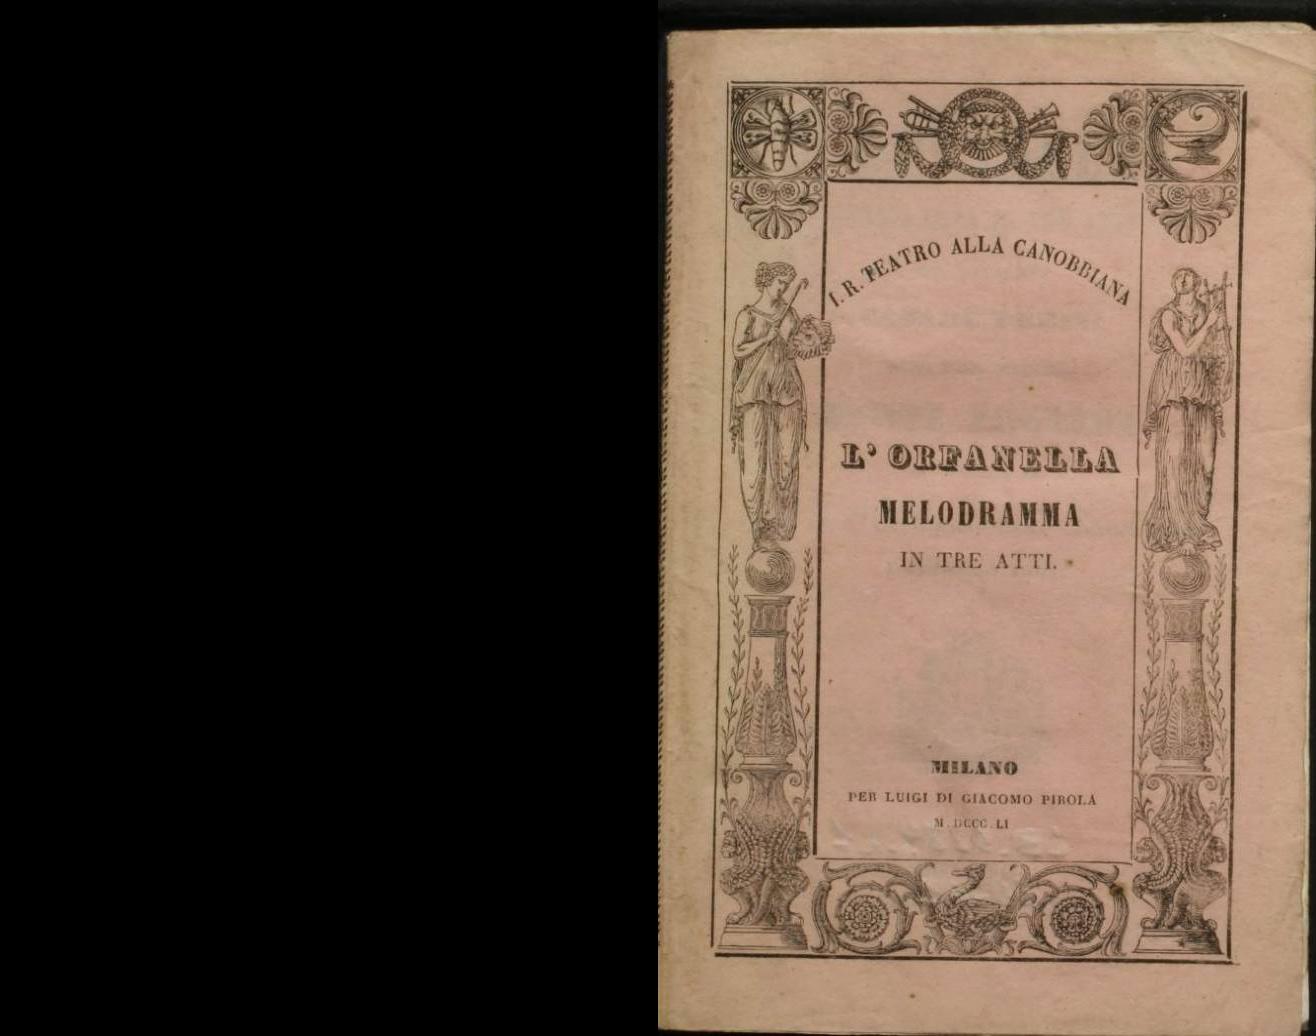 I. R. TEATRO ALLA CANOBBIANA
L' ORFANELLA
MELODRAMMA
IN TRE ATTI.
MILANO
PER LUIGI DI GIACOMO PIROLA
M.DCCC.LI